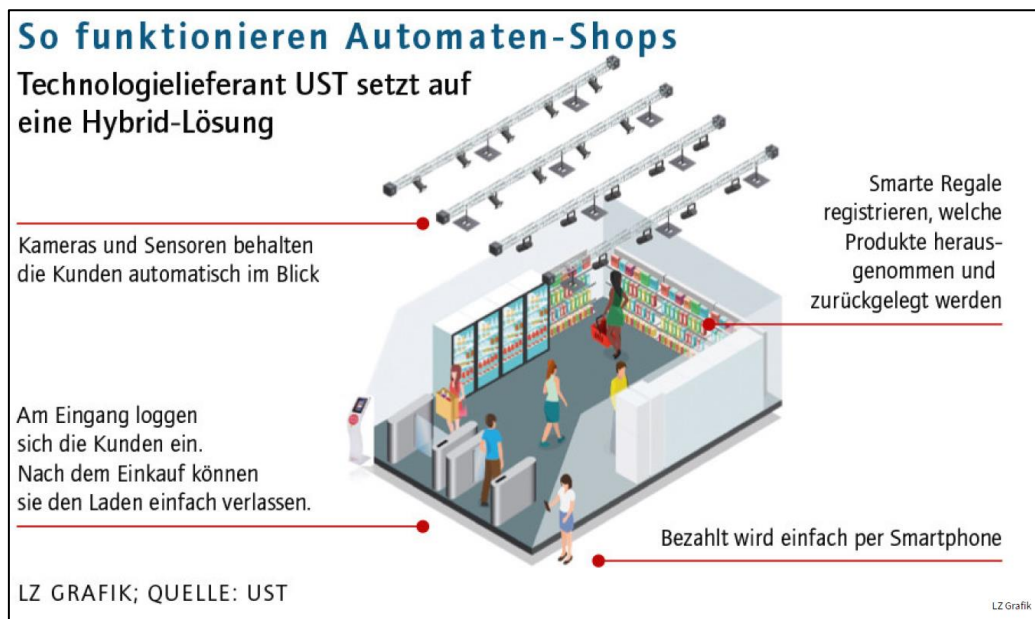 So funktionieren Automaten-Shops
Technologielieferant UST setzt auf
eine Hybrid-Lösung
Kameras und Sensoren behalten
die Kunden automatisch im Blick
Smarte Regale
registrieren, welche
Produkte heraus-
genommen und
zurückgelegt werden
Am Eingang loggen
sich die Kunden ein.
Nach dem Einkauf können
sie den Laden einfach verlassen.
Bezahlt wird einfach per Smartphone
LZ GRAFIK; QUELLE: UST
LZ Grafik